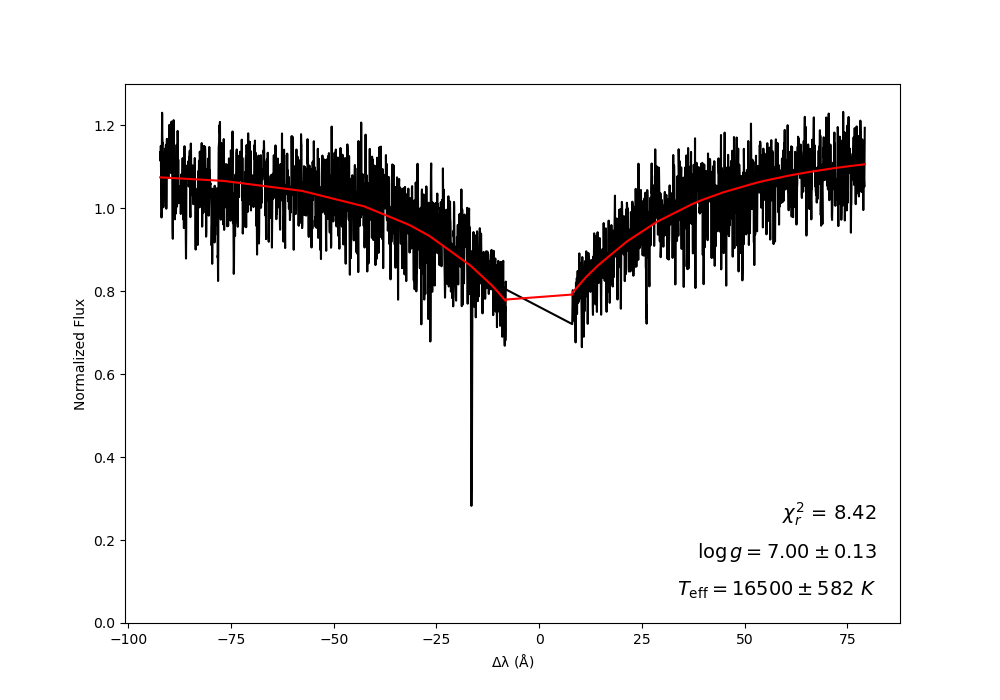 1.2
1.0
0.8
0.6
0.4
0.2
0.0
Normalized Flux
χ²ᵣ = 8.42
log g = 7.00 ± 0.13
T_eff = 16500 ± 582 K
−100 −75 −50 −25 0 25 50 75
Δλ (Å)